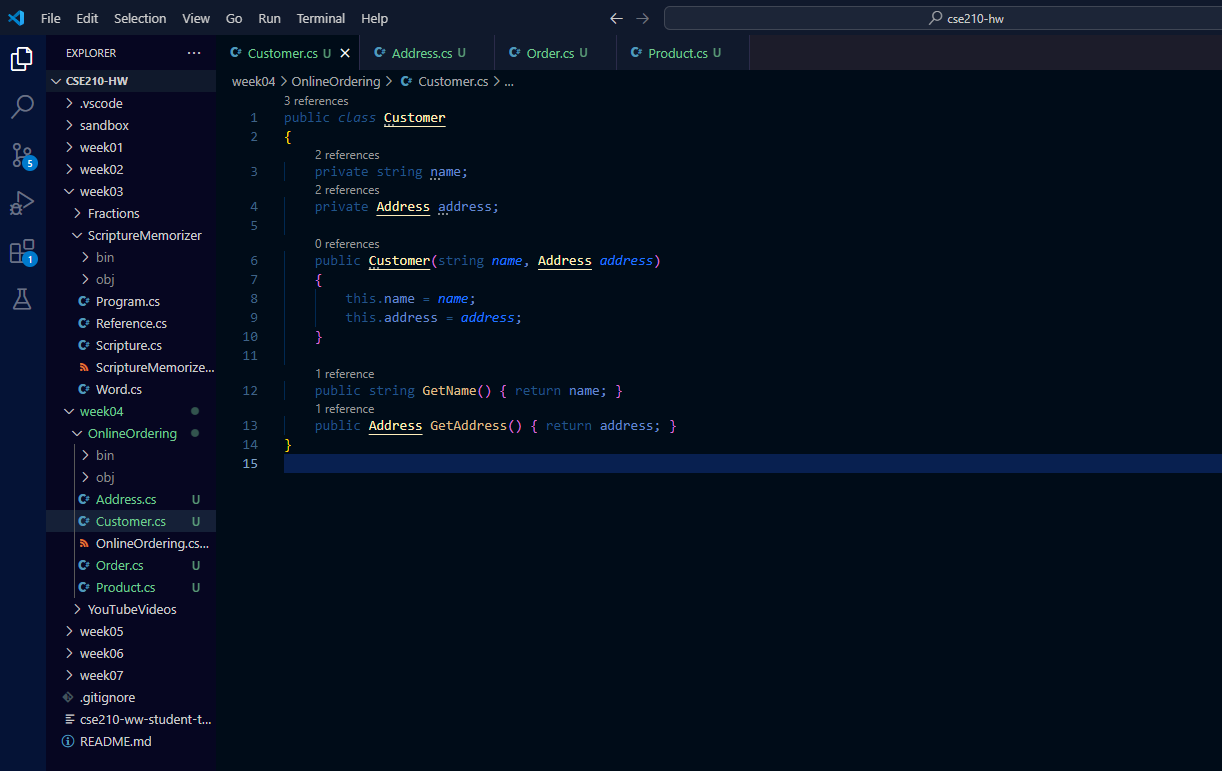 File Edit Selection View Go Run Terminal Help
cse210-hw
EXPLORER
CSE210-HW
.vscode
sandbox
week01
week02
week03
Fractions
ScriptureMemorizer
bin
obj
Program.cs
Reference.cs
Scripture.cs
ScriptureMemorize...
Word.cs
week04
OnlineOrdering
bin
obj
Address.cs U
Customer.cs U
OnlineOrdering.cs...
Order.cs U
Product.cs U
YouTubeVideos
week05
week06
week07
.gitignore
cse210-ww-student-t...
README.md
5
1
Customer.cs U Address.cs U Order.cs U Product.cs U
week04 > OnlineOrdering > Customer.cs > ...
3 references
1 public class Customer
2 {
2 references
3 private string name;
2 references
4 private Address address;
5
0 references
6 public Customer(string name, Address address)
7 {
8 this.name = name;
9 this.address = address;
10 }
11
1 reference
12 public string GetName() { return name; }
1 reference
13 public Address GetAddress() { return address; }
14 }
15